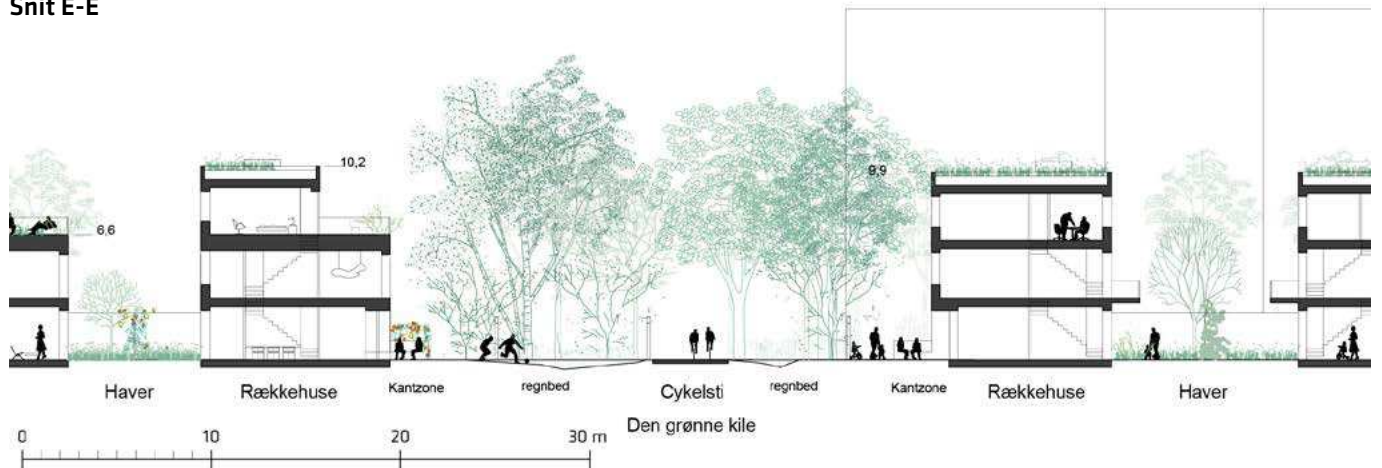 Snit E-E
10,2
9,9
6,6
Haver
Rækkehuse
Kantzone
regnbed
Cykelsti
regnbed
Kantzone
Rækkehuse
Haver
Den grønne kile
0
10
20
30 m